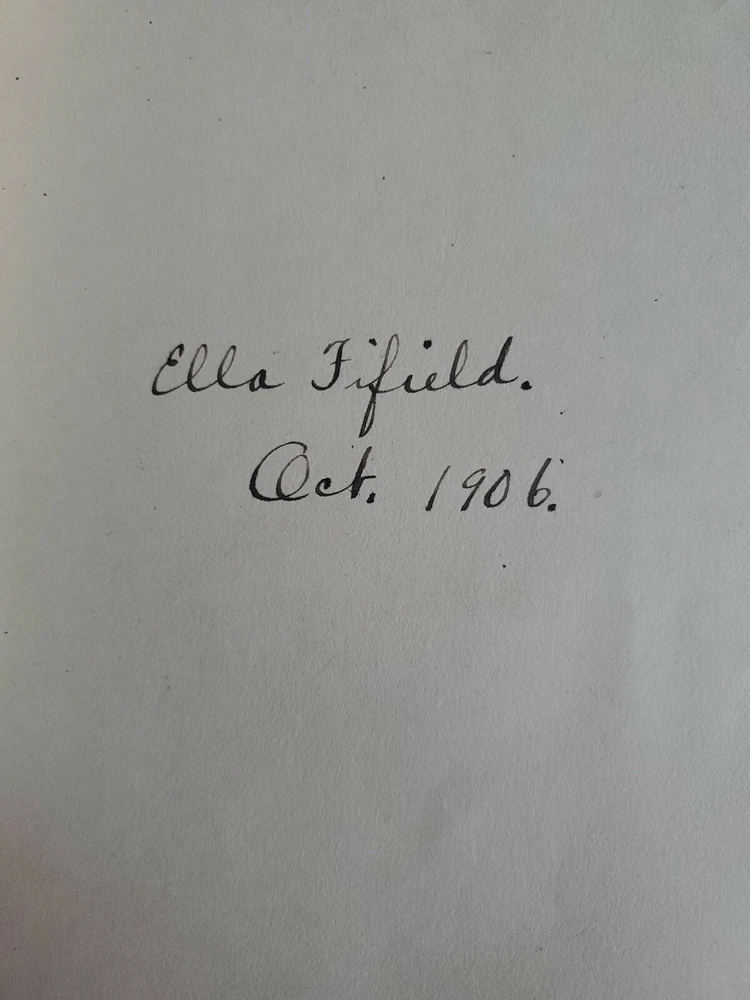 Ella Fifield.
Oct. 1906.